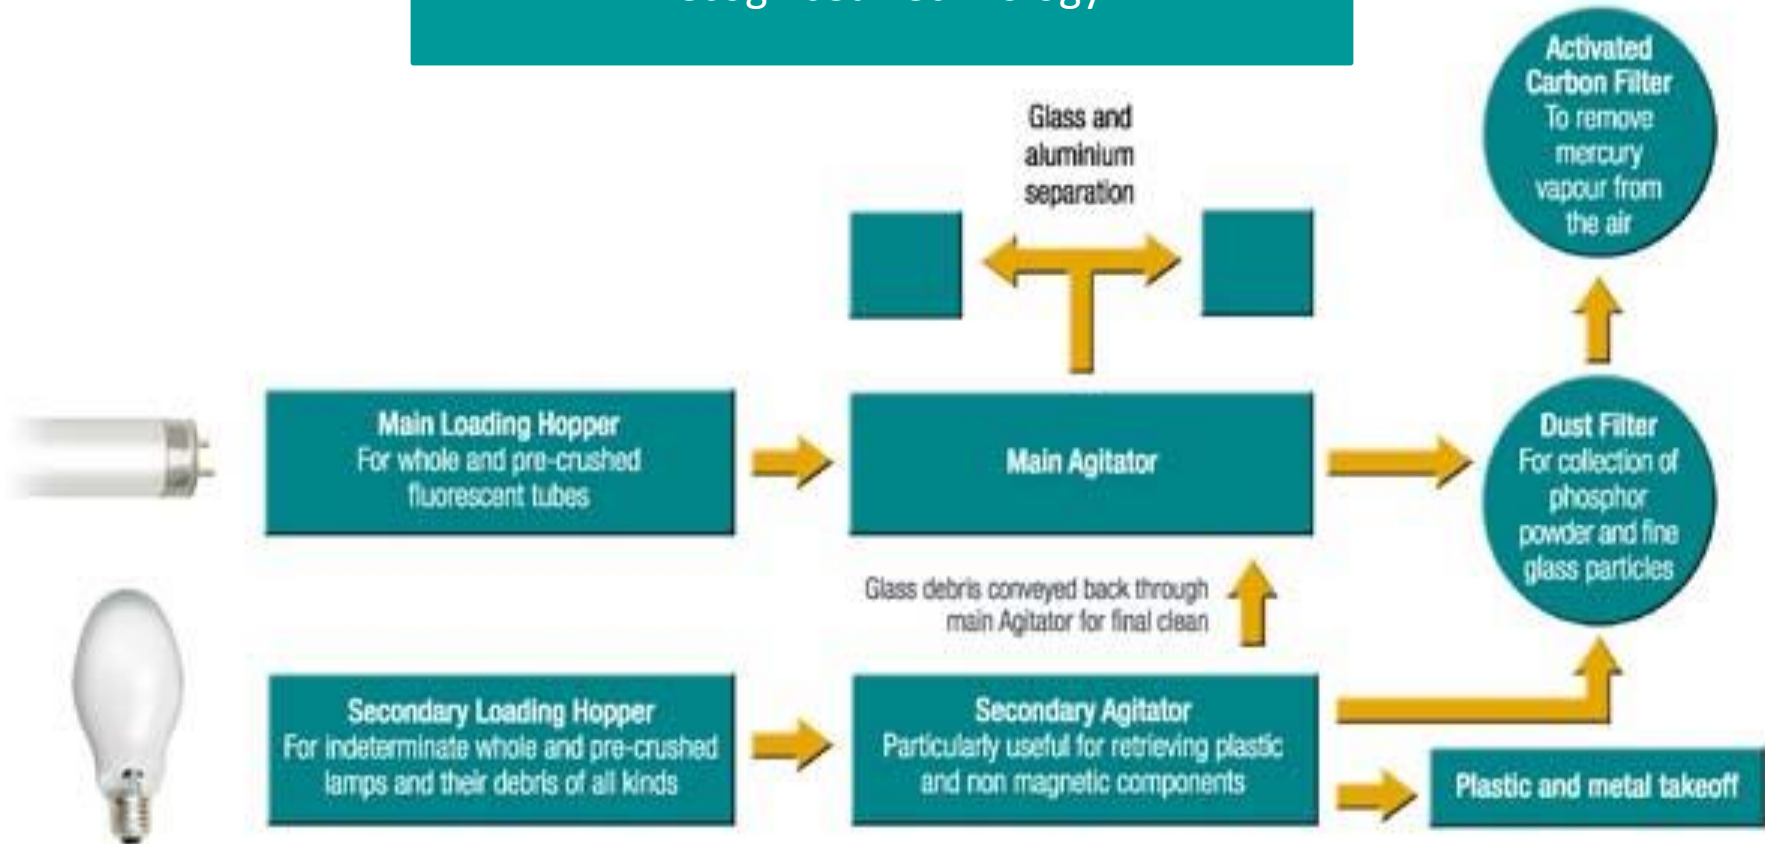 Activated
Carbon Filter
To remove
mercury
vapour from
the air
Glass and
aluminium
separation
Main Loading Hopper
For whole and pre-crushed
fluorescent tubes
Main Agitator
Dust Filter
For collection of
phosphor
powder and fine
glass particles
Glass debris conveyed back through
main Agitator for final clean
Secondary Loading Hopper
For indeterminate whole and pre-crushed
lamps and their debris of all kinds
Secondary Agitator
Particularly useful for retrieving plastic
and non magnetic components
Plastic and metal takeoff